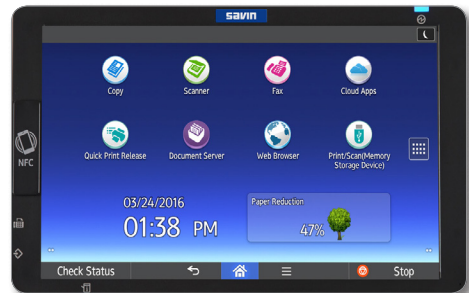 savin
Copy
Scanner
Fax
Cloud Apps
Quick Print Release
Document Server
Web Browser
Print/Scan(Memory
Storage Device)
NFC
03/24/2016
01:38 PM
Paper Reduction
47%
Check Status
Stop